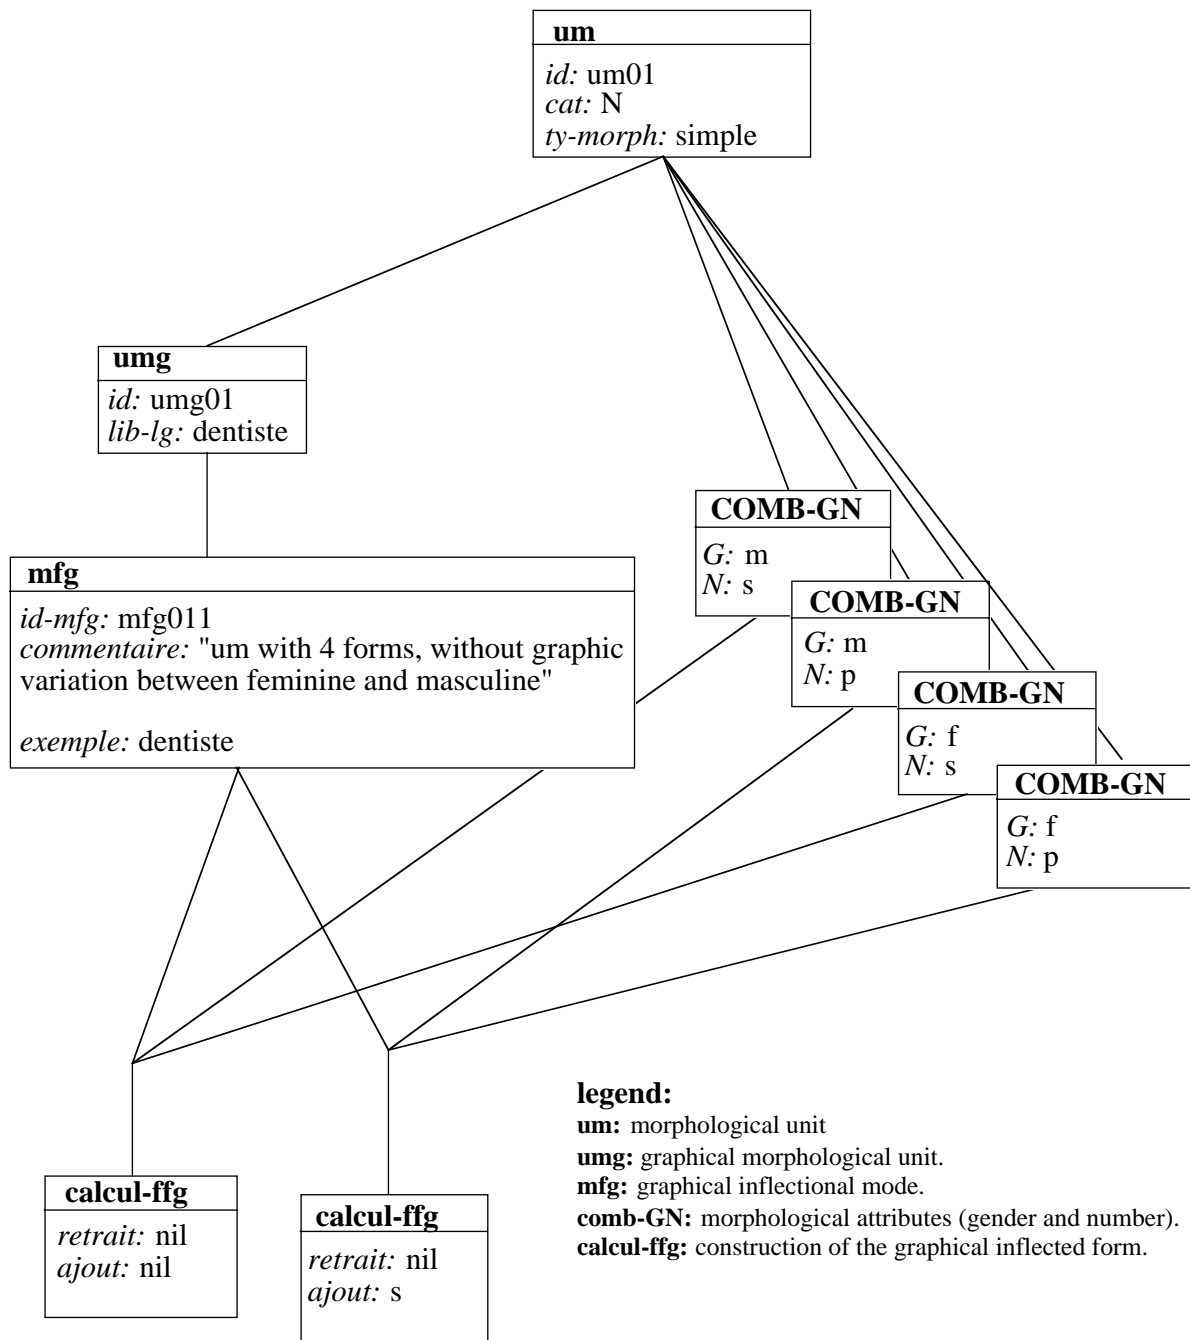 um
id: um01
cat: N
ty-morph: simple
umg
id: umg01
lib-lg: dentiste
mfg
id-mfg: mfg011
commentaire: "um with 4 forms, without graphic
variation between feminine and masculine"
exemple: dentiste
COMB-GN
G: m
N: s
COMB-GN
G: m
N: p
COMB-GN
G: f
N: s
COMB-GN
G: f
N: p
calcul-ffg
retrait: nil
ajout: nil
calcul-ffg
retrait: nil
ajout: s
legend:
um: morphological unit
umg: graphical morphological unit.
mfg: graphical inflectional mode.
comb-GN: morphological attributes (gender and number).
calcul-ffg: construction of the graphical inflected form.